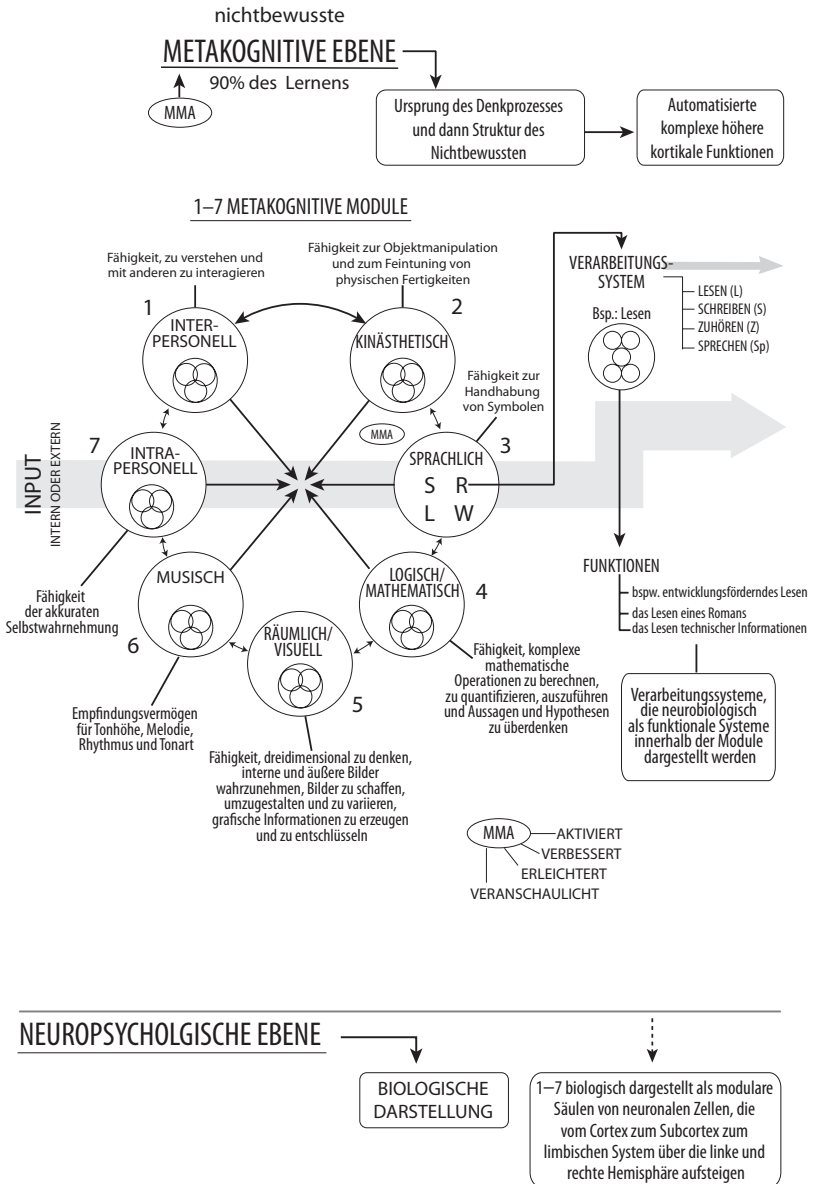 nichtbewusste
METAKOGNITIVE EBENE
90% des Lernens
MMA
Ursprung des Denkprozesses
und dann Struktur des
Nichtbewussten
Automatisierte
komplexe höhere
kortikale Funktionen
1–7 METAKOGNITIVE MODULE
Fähigkeit, zu verstehen und
mit anderen zu interagieren
1
INTER-
PERSONELL
Fähigkeit zur Objektmanipulation
und zum Feintuning von
physischen Fertigkeiten
2
KINÄSTHETISCH
Fähigkeit zur
Handhabung
von Symbolen
MMA
3
SPRACHLICH
S R
L W
7
INTRA-
PERSONELL
INPUT
INTERN ODER EXTERN
Fähigkeit
der akkuraten
Selbstwahrnehmung
MUSISCH
6
Empfindungsvermögen
für Tonhöhe, Melodie,
Rhythmus und Tonart
RÄUMLICH/
VISUELL
5
Fähigkeit, dreidimensional zu denken,
interne und äußere Bilder
wahrzunehmen, Bilder zu schaffen,
umzugestalten und zu variieren,
grafische Informationen zu erzeugen
und zu entschlüsseln
LOGISCH/
MATHEMATISCH
4
Fähigkeit, komplexe
mathematische
Operationen zu berechnen,
zu quantifizieren, auszuführen
und Aussagen und Hypothesen
zu überdenken
VERARBEITUNGS-
SYSTEM
LESEN (L)
SCHREIBEN (S)
ZUHÖREN (Z)
SPRECHEN (Sp)
Bsp.: Lesen
FUNKTIONEN
bspw. entwicklungsförderndes Lesen
das Lesen eines Romans
das Lesen technischer Informationen
Verarbeitungssysteme,
die neurobiologisch
als funktionale Systeme
innerhalb der Module
dargestellt werden
MMA
AKTIVIERT
VERBESSERT
ERLEICHTERT
VERANSCHAULICHT
NEUROPSYCHOLGISCHE EBENE
BIOLOGISCHE
DARSTELLUNG
1–7 biologisch dargestellt als modulare
Säulen von neuronalen Zellen, die
vom Cortex zum Subcortex zum
limbischen System über die linke und
rechte Hemisphäre aufsteigen